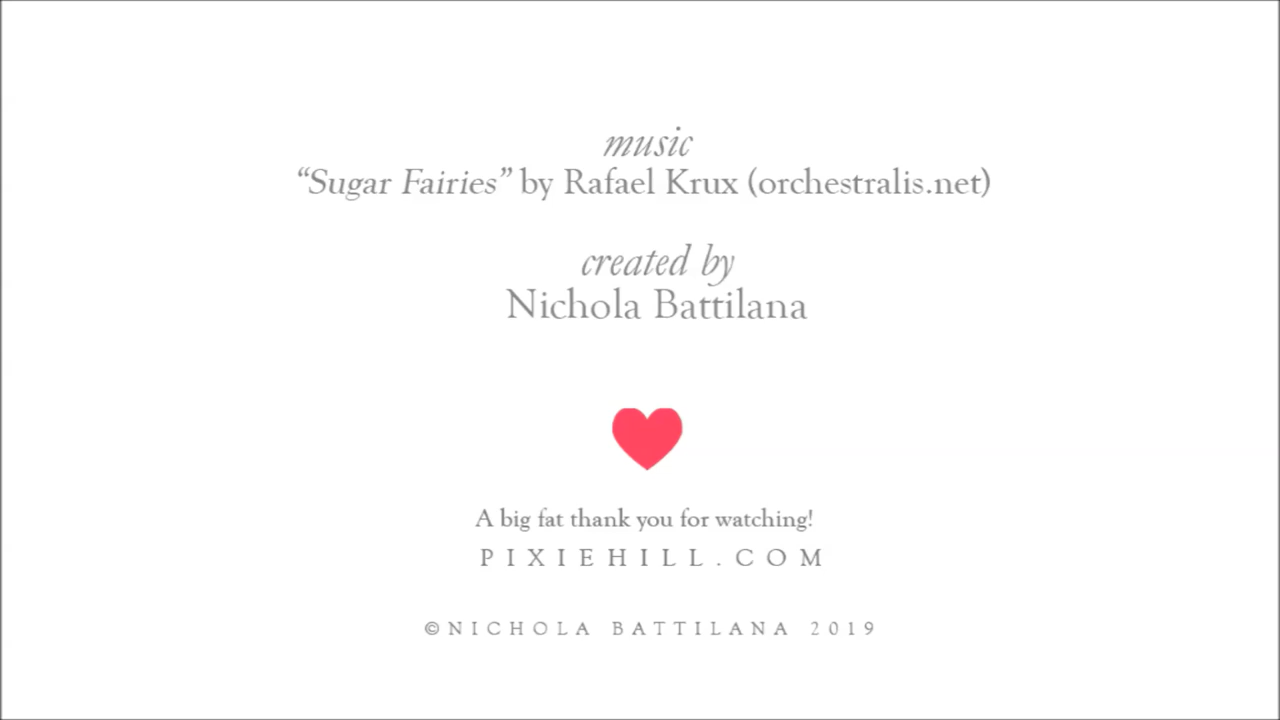 music
“Sugar Fairies” by Rafael Krux (orchestralis.net)
created by
Nichola Battilana
A big fat thank you for watching!
PIXIEHILL.COM
©NICHOLA BATTILANA 2019